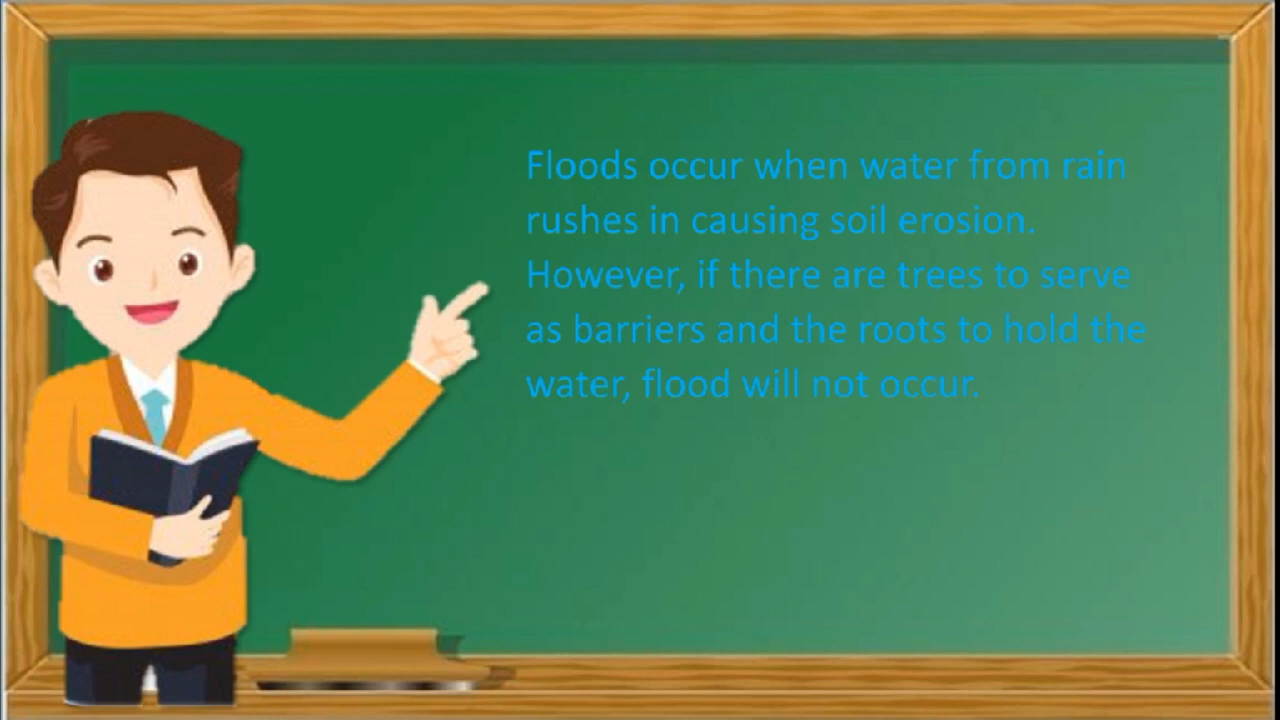 Floods occur when water from rain
rushes in causing soil erosion.
However, if there are trees to serve
as barriers and the roots to hold the
water, flood will not occur.